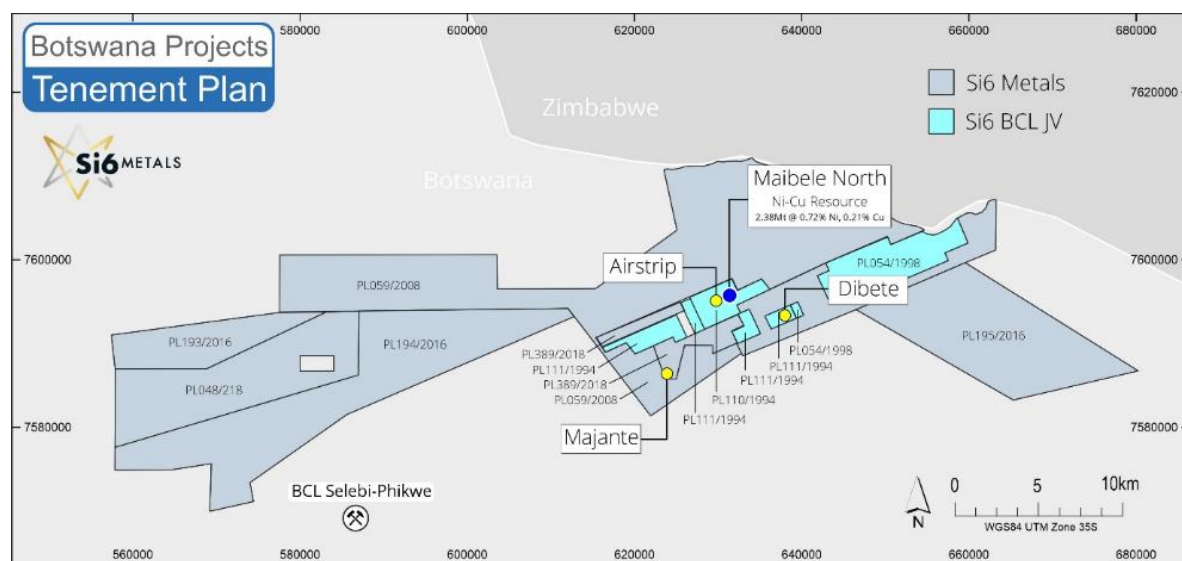 580000 600000 620000 640000 660000 680000
Botswana Projects
Tenement Plan
Si6 METALS
Si6 Metals
Si6 BCL JV
7620000 7620000
Zimbabwe
Botswana
Maibele North
Ni-Cu Resource
2.38Mt @ 0.72% Ni, 0.21% Cu
7600000 7600000
Airstrip
PL054/1998
Dibete
PL059/2008
PL193/2016
PL194/2016
PL195/2016
PL048/218
PL389/2018
PL111/1994
PL389/2018
PL059/2008
PL111/1994
PL110/1994
PL111/1994
PL111/1994
PL054/1998
7580000 7580000
Majante
BCL Selebi-Phikwe
N
0 5 10km
WGS84 UTM Zone 35S
560000 580000 600000 620000 640000 660000 680000